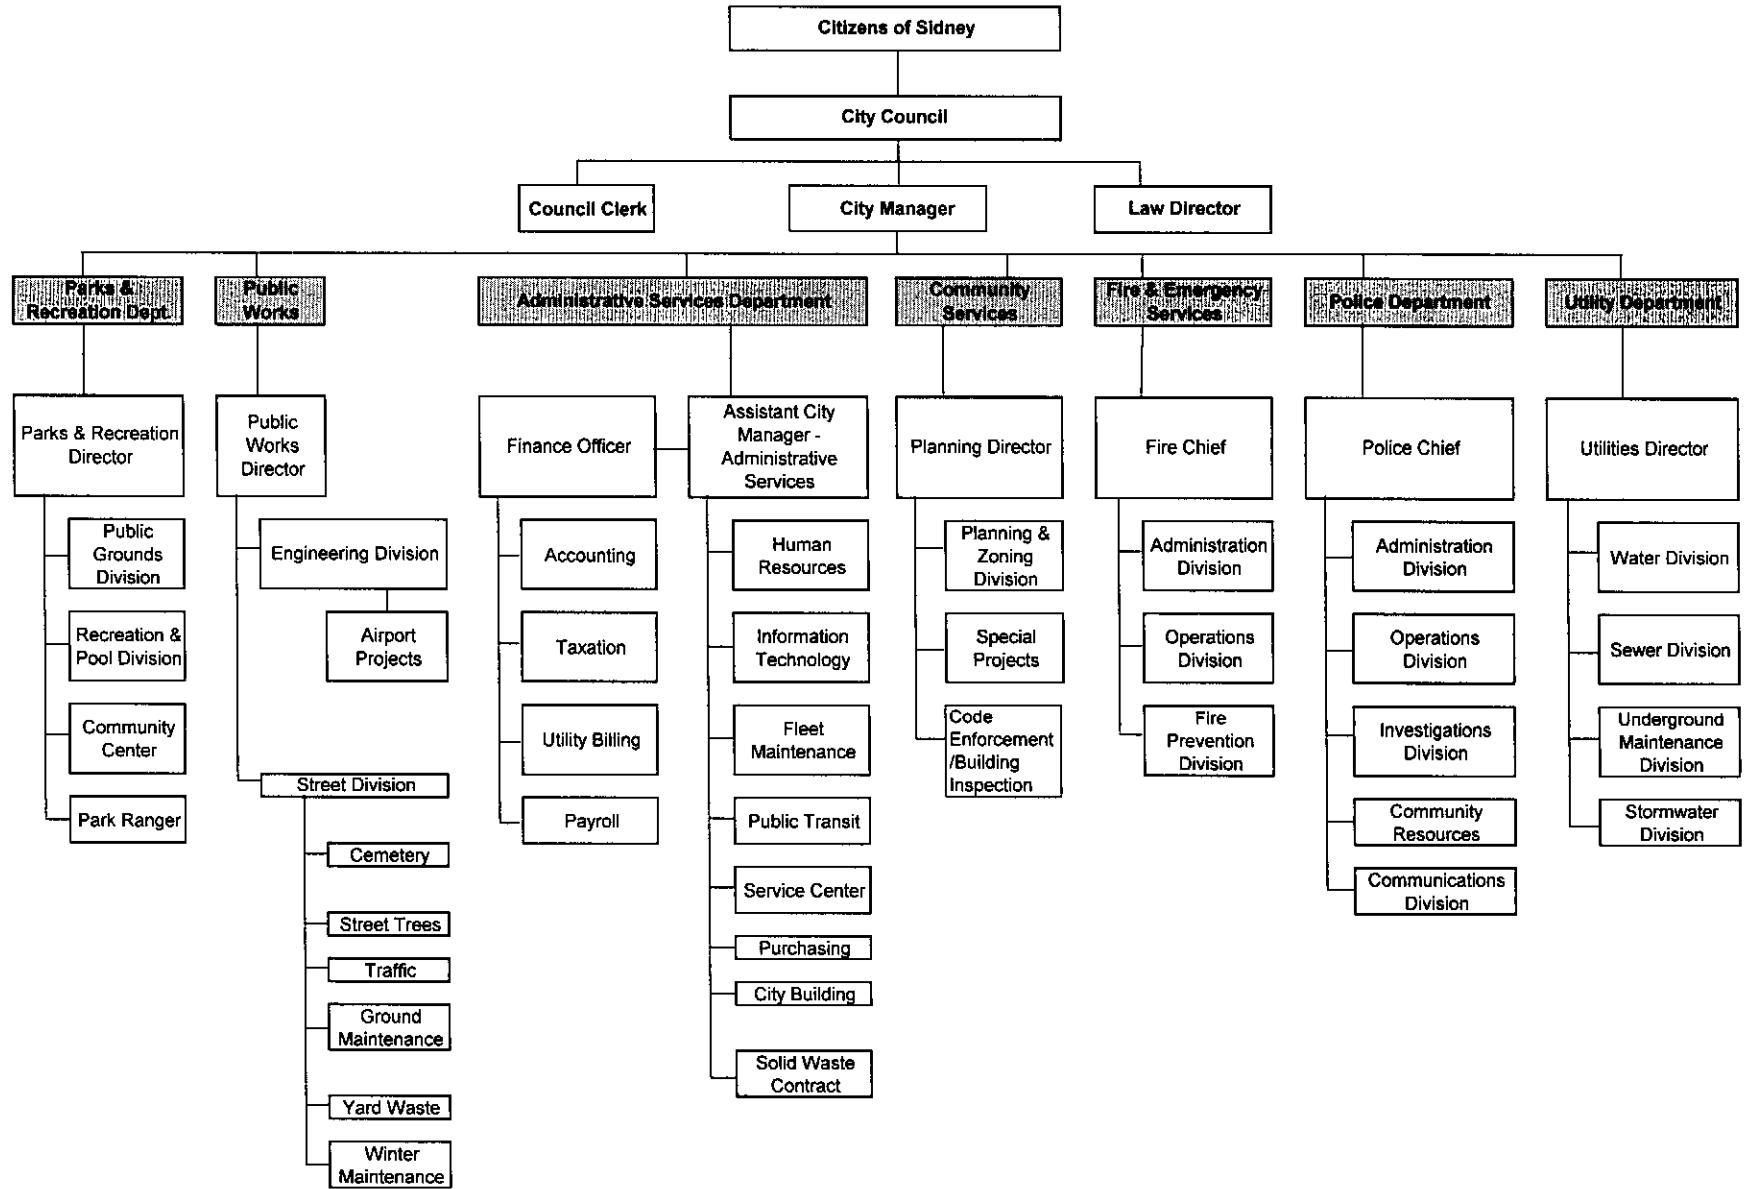 Citizens of Sidney
City Council
Council Clerk
City Manager
Law Director
Parks &
Recreation Dept.
Public
Works
Administrative Services Department
Community
Services
Fire & Emergency
Services
Police Department
Utility Department
Parks & Recreation
Director
Public
Works
Director
Finance Officer
Assistant City
Manager -
Administrative
Services
Planning Director
Fire Chief
Police Chief
Utilities Director
Public
Grounds
Division
Recreation &
Pool Division
Community
Center
Park Ranger
Engineering Division
Airport
Projects
Street Division
Cemetery
Street Trees
Traffic
Ground
Maintenance
Yard Waste
Winter
Maintenance
Accounting
Taxation
Utility Billing
Payroll
Human
Resources
Information
Technology
Fleet
Maintenance
Public Transit
Service Center
Purchasing
City Building
Solid Waste
Contract
Planning &
Zoning
Division
Special
Projects
Code
Enforcement
/Building
Inspection
Administration
Division
Operations
Division
Fire
Prevention
Division
Administration
Division
Operations
Division
Investigations
Division
Community
Resources
Communications
Division
Water Division
Sewer Division
Underground
Maintenance
Division
Stormwater
Division